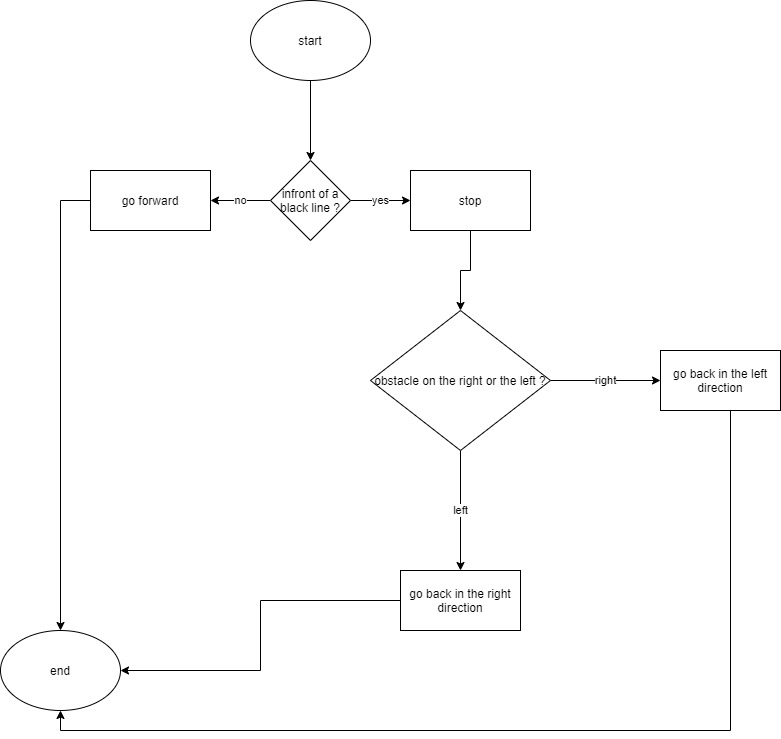 start
go forward
no
infront of a
black line ?
yes
stop
obstacle on the right or the left ?
right
go back in the left
direction
left
go back in the right
direction
end